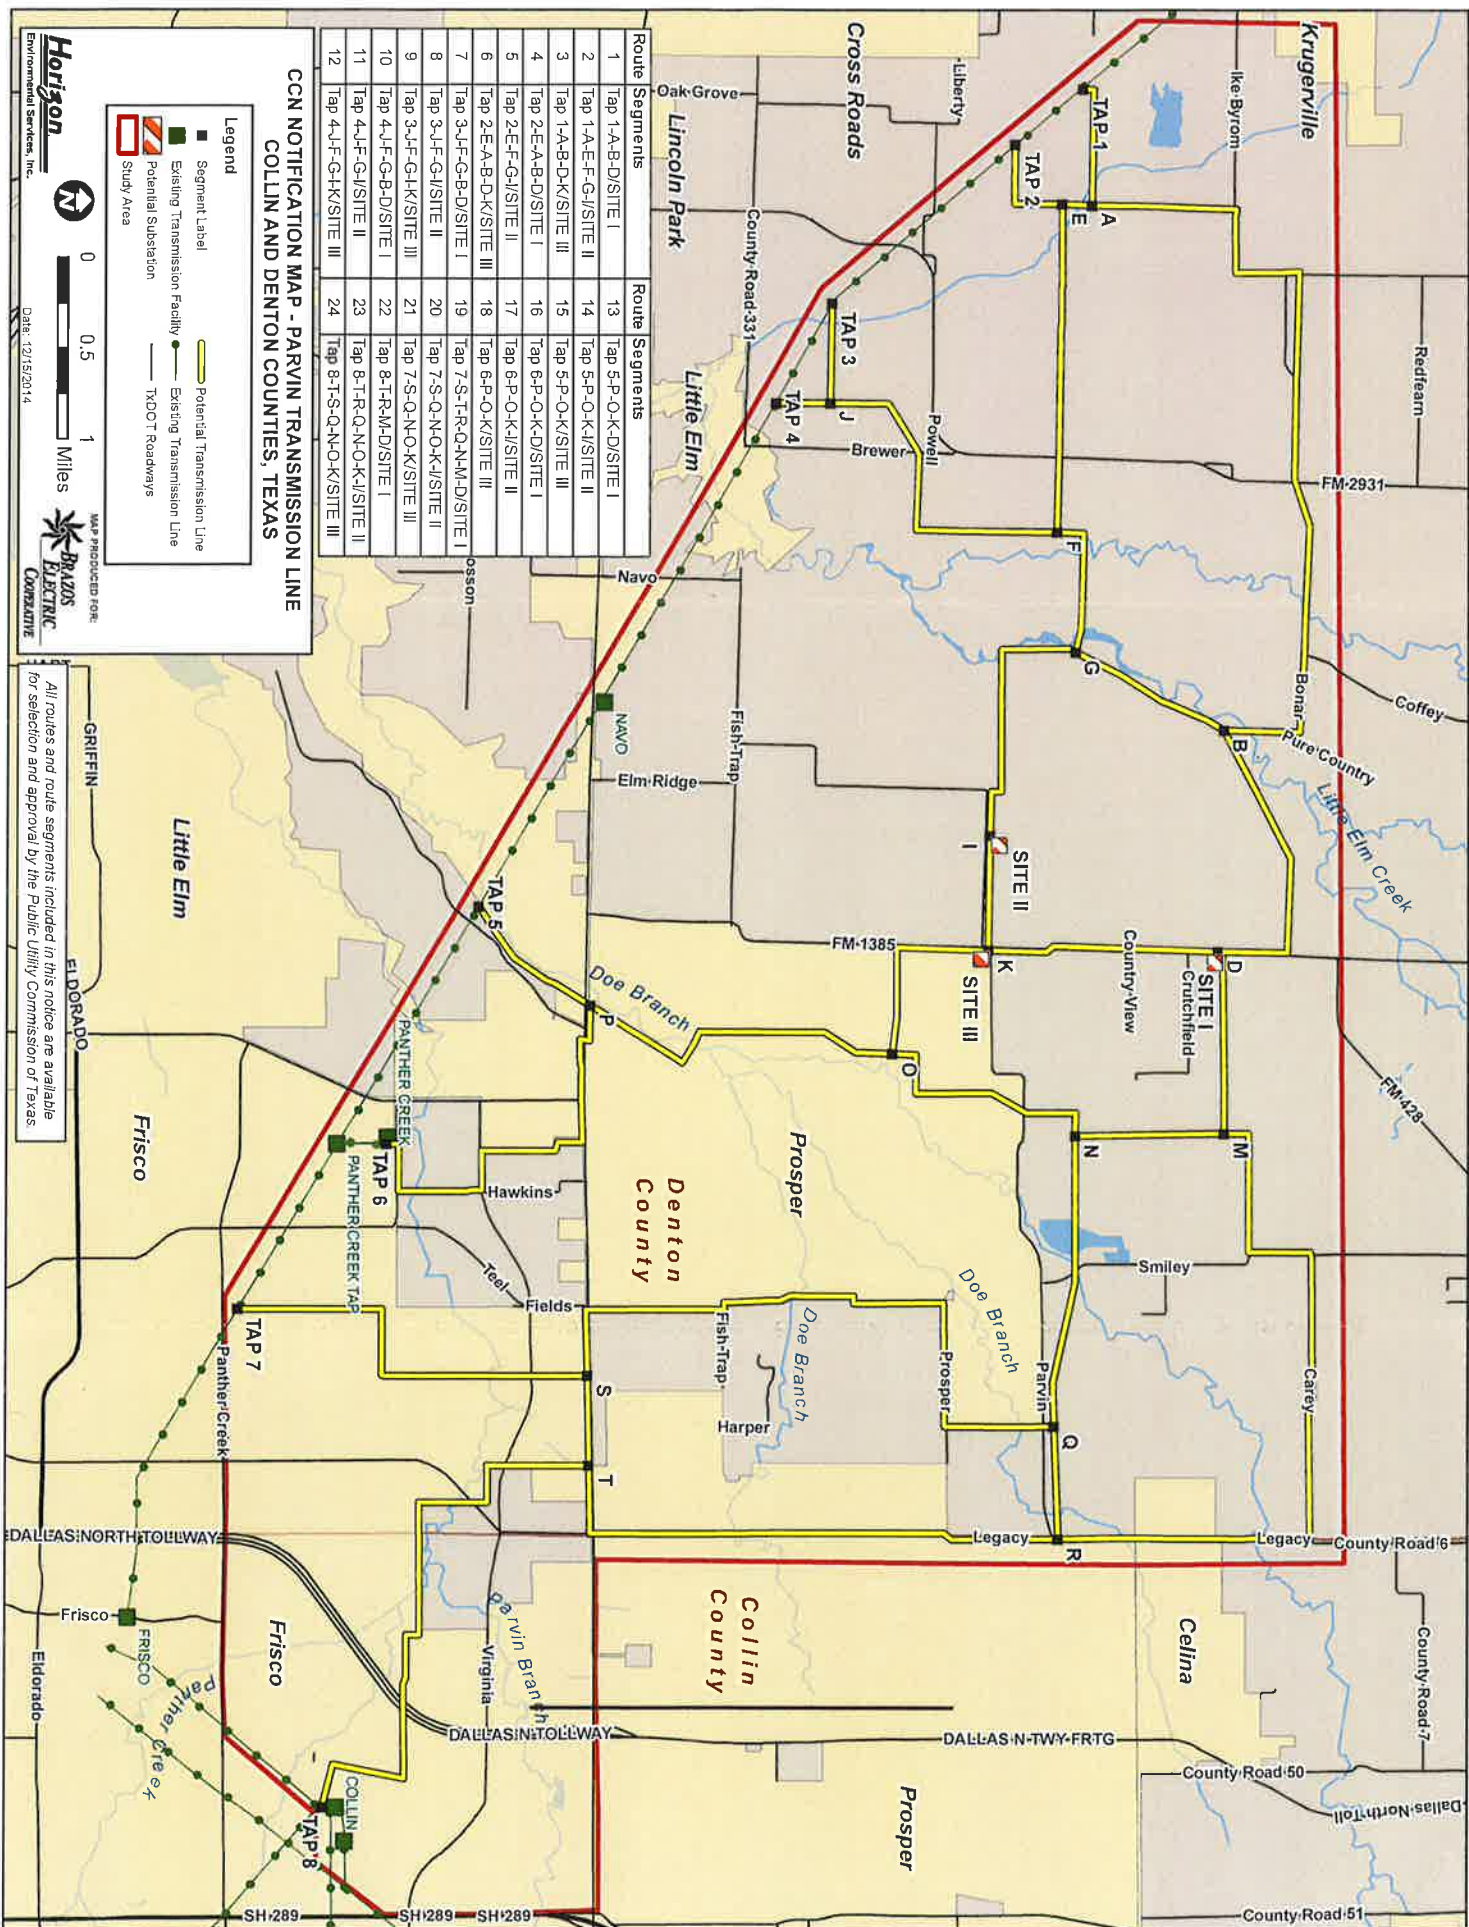 Krugerville
Ike Byrom
Redfearn
FM 2931
Coffey
Bonar
Pure Country
Little Elm Creek
FM 428
Carey
Legacy
County Road 6
County Road 7
County Road 50
Dallas North Toll
County Road 51
Cross Roads
Liberty
Oak Grove
Lincoln Park
County Road 331
Powell
Brewer
Little Elm
TAP 1
TAP 2
TAP 3
TAP 4
A
E
J
F
G
B
I
SITE II
K
SITE III
D
SITE I
Crutchfield
Country View
FM 1385
M
N
O
P
Q
R
S
T
Smiley
Parvin
Prosper
Doe Branch
Doe Branch
Doe Branch
Prosper
Denton
County
Fish Trap
Harper
Legacy
Collin
County
Celina
Prosper
DALLAS N TWY FRTG
Navo
Fish Trap
Elm Ridge
NAVO
osson
TAP 5
PANTHER CREEK
TAP 6
PANTHER CREEK TAP
Hawkins
Teel
Fields
TAP 7
Panther Creek
Little Elm
GRIFFIN
ELDORADO
Frisco
DALLAS NORTH TOLLWAY
Frisco
FRISCO
Eldorado
Panther Creek
Frisco
Virginia
Parvin Branch
DALLAS N TOLLWAY
COLLIN
TAP 8
SH 289
SH 289
SH 289
Route Segments Route Segments
1 Tap 1-A-B-D/SITE I 13 Tap 5-P-O-K-D/SITE I
2 Tap 1-A-E-F-G-I/SITE II 14 Tap 5-P-O-K-I/SITE II
3 Tap 1-A-B-D-K/SITE III 15 Tap 5-P-O-K/SITE III
4 Tap 2-E-A-B-D/SITE I 16 Tap 6-P-O-K-D/SITE I
5 Tap 2-E-F-G-I/SITE II 17 Tap 6-P-O-K-I/SITE II
6 Tap 2-E-A-B-D-K/SITE III 18 Tap 6-P-O-K/SITE III
7 Tap 3-J-F-G-B-D/SITE I 19 Tap 7-S-T-R-Q-N-M-D/SITE I
8 Tap 3-J-F-G-I/SITE II 20 Tap 7-S-Q-N-O-K-I/SITE II
9 Tap 3-J-F-G-I-K/SITE III 21 Tap 7-S-Q-N-O-K/SITE III
10 Tap 4-J-F-G-B-D/SITE I 22 Tap 8-T-R-M-D/SITE I
11 Tap 4-J-F-G-I/SITE II 23 Tap 8-T-R-Q-N-O-K-I/SITE II
12 Tap 4-J-F-G-I-K/SITE III 24 Tap 8-T-S-Q-N-O-K/SITE III
CCN NOTIFICATION MAP - PARVIN TRANSMISSION LINE
COLLIN AND DENTON COUNTIES, TEXAS
Legend
Segment Label
Potential Transmission Line
Existing Transmission Facility
Existing Transmission Line
Potential Substation
TxDOT Roadways
Study Area
Horizon
Environmental Services, Inc.
N
0 0.5 1
Miles
Date: 12/15/2014
MAP PRODUCED FOR:
BRAZOS
ELECTRIC
COOPERATIVE
All routes and route segments included in this notice are available
for selection and approval by the Public Utility Commission of Texas.